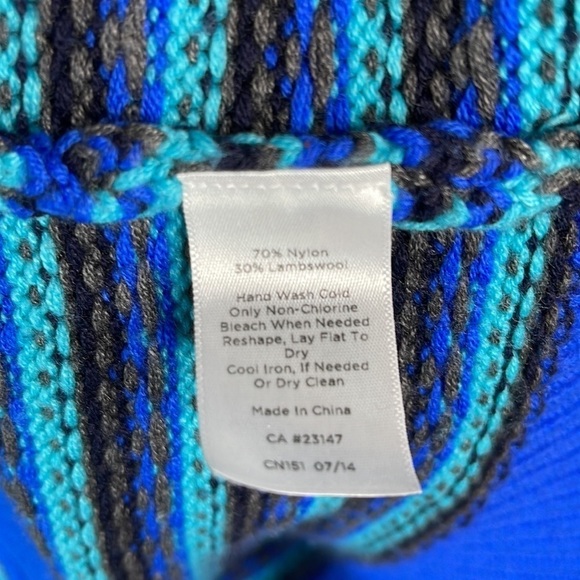 70% Nylon
30% Lambswool
Hand Wash Cold
Only Non-Chlorine
Bleach When Needed
Reshape, Lay Flat To
Dry
Cool Iron, If Needed
Or Dry Clean
Made In China
CA #23147
CN151 07/14